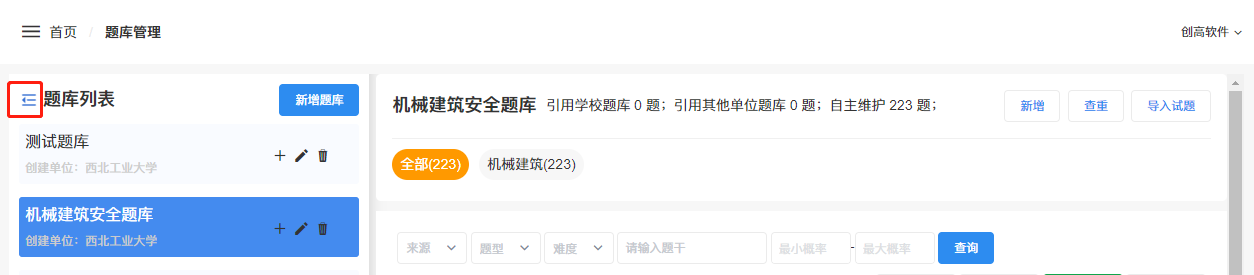 首页 / 题库管理
创高软件
题库列表
新增题库
测试题库
创建单位：西北工业大学
机械建筑安全题库
创建单位：西北工业大学
机械建筑安全题库 引用学校题库 0 题；引用其他单位题库 0 题；自主维护 223 题；
新增 查重 导入试题
全部(223) 机械建筑(223)
来源 题型 难度 请输入题干 最小概率 - 最大概率 查询